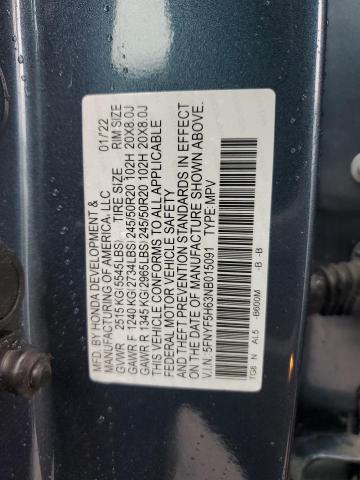 MFD. BY HONDA DEVELOPMENT &
MANUFACTURING OF AMERICA, LLC 01/'22
GVWR 2515 KG(5545LBS) TIRE SIZE RIM SIZE
GAWR F 1240 KG(2734LBS) 245/50R20 102H 20X8.0J
GAWR R 1345 KG(2965LBS) 245/50R20 102H 20X8.0J
THIS VEHICLE CONFORMS TO ALL APPLICABLE
FEDERAL MOTOR VEHICLE SAFETY
AND THEFT PREVENTION STANDARDS IN EFFECT
ON THE DATE OF MANUFACTURE SHOWN ABOVE.
V.I.N. 5FNYF5H63NB015091 TYPE: MPV
TG8 N AL5 -B600M -B -B